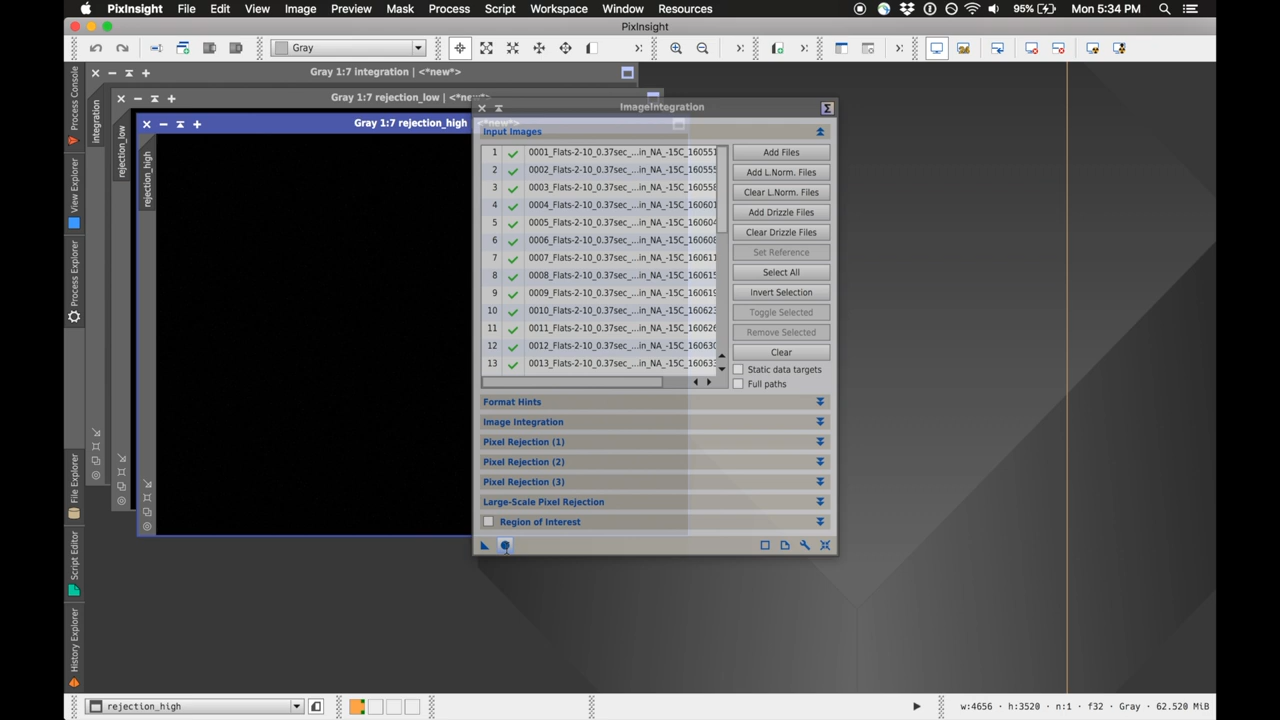 PixInsight File Edit View Image Preview Mask Process Script Workspace Window Resources 95% Mon 5:34 PM
PixInsight
Gray
Process Console
View Explorer
Process Explorer
File Explorer
Script Editor
History Explorer
Gray 1:7 integration | <*new*>
integration
Gray 1:7 rejection_low | <*new*>
rejection_low
Gray 1:7 rejection_high <*new*>
rejection_high
ImageIntegration
Input Images
1 0001_Flats-2-10_0.37sec_...in_NA_-15C_160551
2 0002_Flats-2-10_0.37sec_...in_NA_-15C_160555
3 0003_Flats-2-10_0.37sec_...in_NA_-15C_160558
4 0004_Flats-2-10_0.37sec_...in_NA_-15C_160601
5 0005_Flats-2-10_0.37sec_...in_NA_-15C_160604
6 0006_Flats-2-10_0.37sec_...in_NA_-15C_160608
7 0007_Flats-2-10_0.37sec_...in_NA_-15C_160611
8 0008_Flats-2-10_0.37sec_...in_NA_-15C_160615
9 0009_Flats-2-10_0.37sec_...in_NA_-15C_160619
10 0010_Flats-2-10_0.37sec_...in_NA_-15C_160623
11 0011_Flats-2-10_0.37sec_...in_NA_-15C_160626
12 0012_Flats-2-10_0.37sec_...in_NA_-15C_160630
13 0013_Flats-2-10_0.37sec_...in_NA_-15C_160633
Add Files
Add L.Norm. Files
Clear L.Norm. Files
Add Drizzle Files
Clear Drizzle Files
Set Reference
Select All
Invert Selection
Toggle Selected
Remove Selected
Clear
Static data targets
Full paths
Format Hints
Image Integration
Pixel Rejection (1)
Pixel Rejection (2)
Pixel Rejection (3)
Large-Scale Pixel Rejection
Region of Interest
rejection_high
w:4656 – h:3520 – n:1 – f32 – Gray – 62.520 MiB